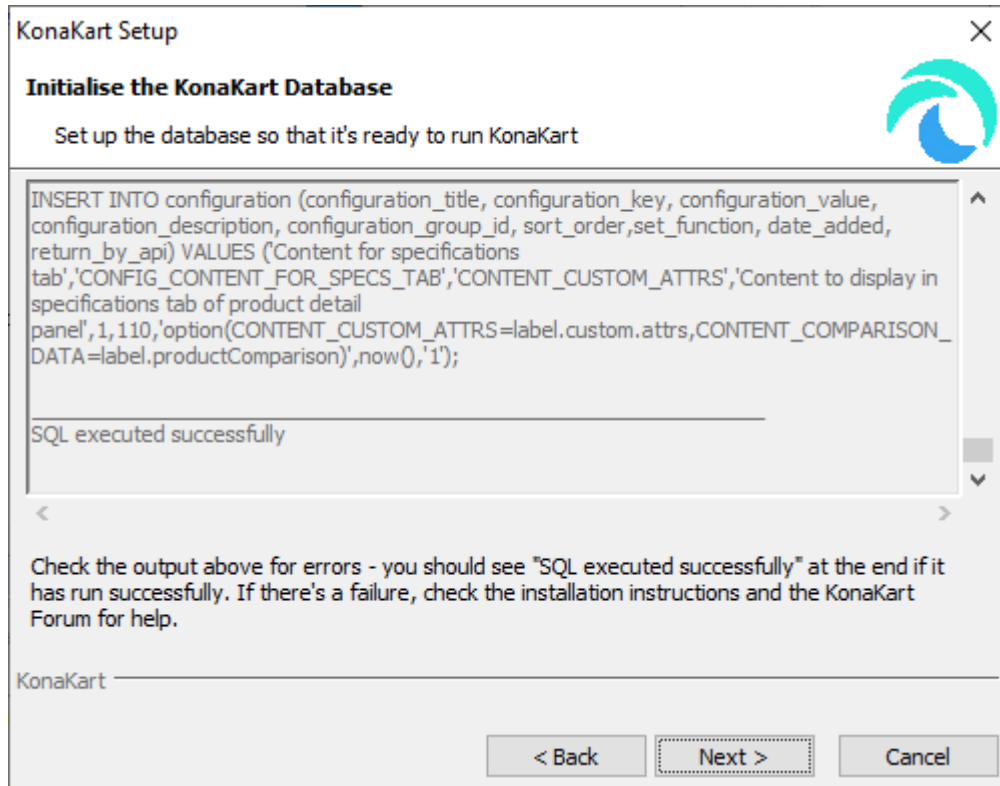 KonaKart Setup
Initialise the KonaKart Database
Set up the database so that it's ready to run KonaKart
INSERT INTO configuration (configuration_title, configuration_key, configuration_value,
configuration_description, configuration_group_id, sort_order,set_function, date_added,
return_by_api) VALUES ('Content for specifications
tab','CONFIG_CONTENT_FOR_SPECS_TAB','CONTENT_CUSTOM_ATTRS','Content to display in
specifications tab of product detail
panel',1,110,'option(CONTENT_CUSTOM_ATTRS=label.custom.attrs,CONTENT_COMPARISON_
DATA=label.productComparison)',now(),'1');
SQL executed successfully
Check the output above for errors - you should see "SQL executed successfully" at the end if it
has run successfully. If there's a failure, check the installation instructions and the KonaKart
Forum for help.
KonaKart
< Back
Next >
Cancel